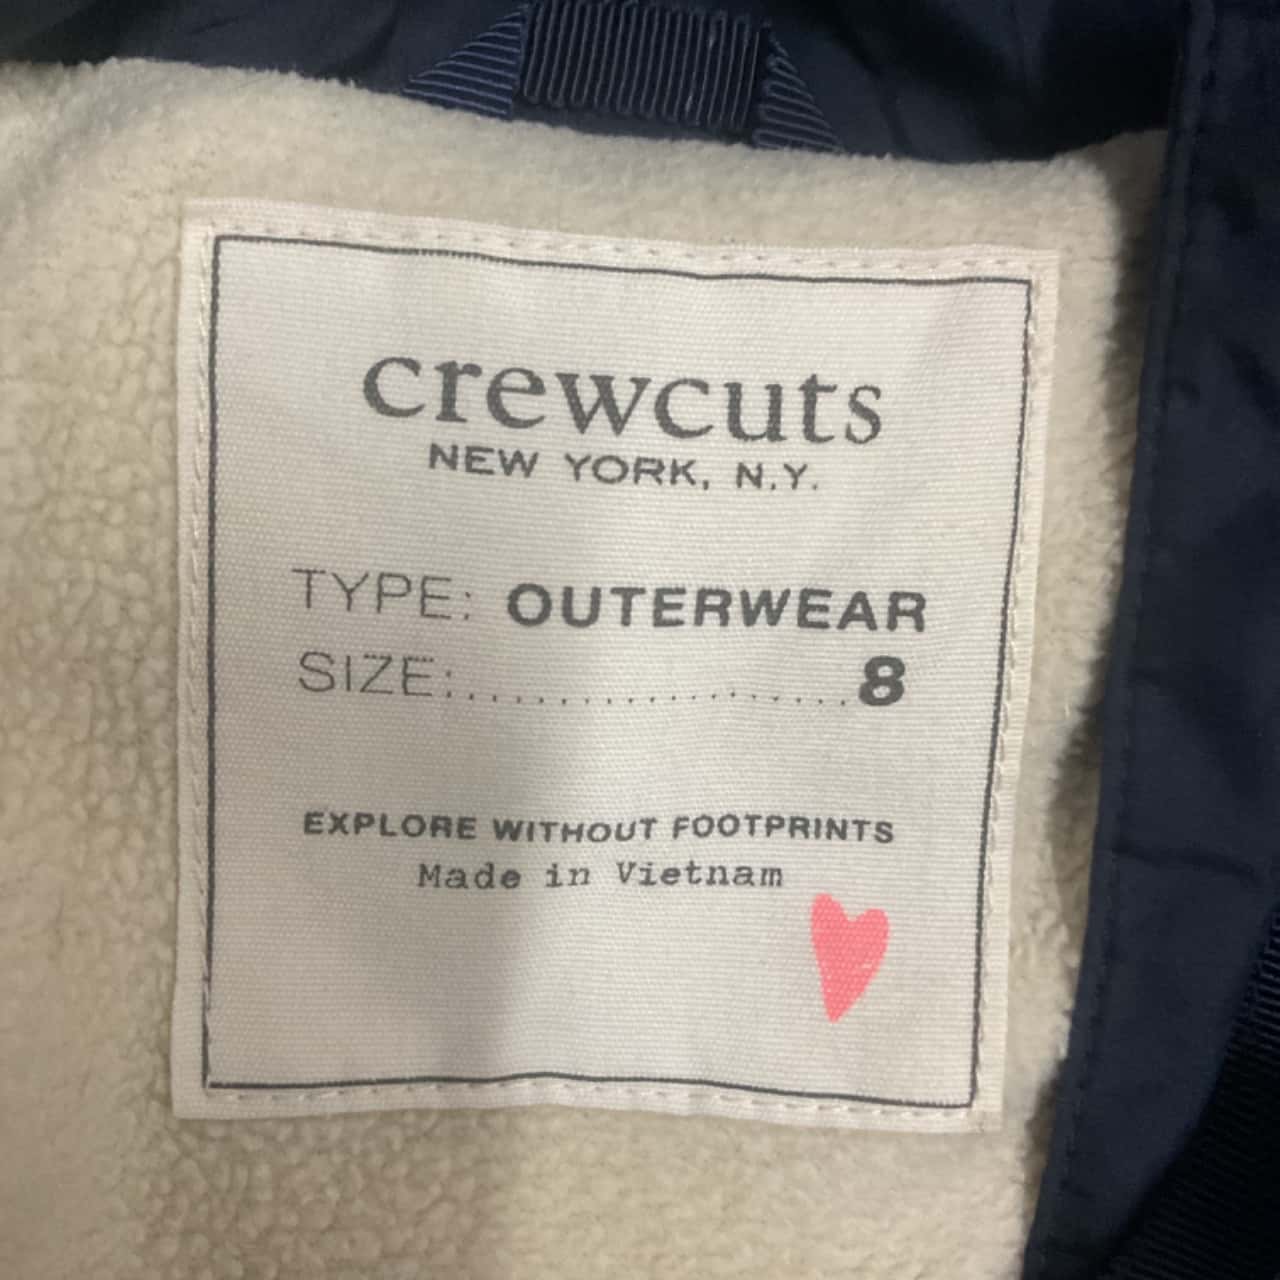 crewcuts
NEW YORK, N.Y.
TYPE: OUTERWEAR
SIZE:..................8
EXPLORE WITHOUT FOOTPRINTS
Made in Vietnam